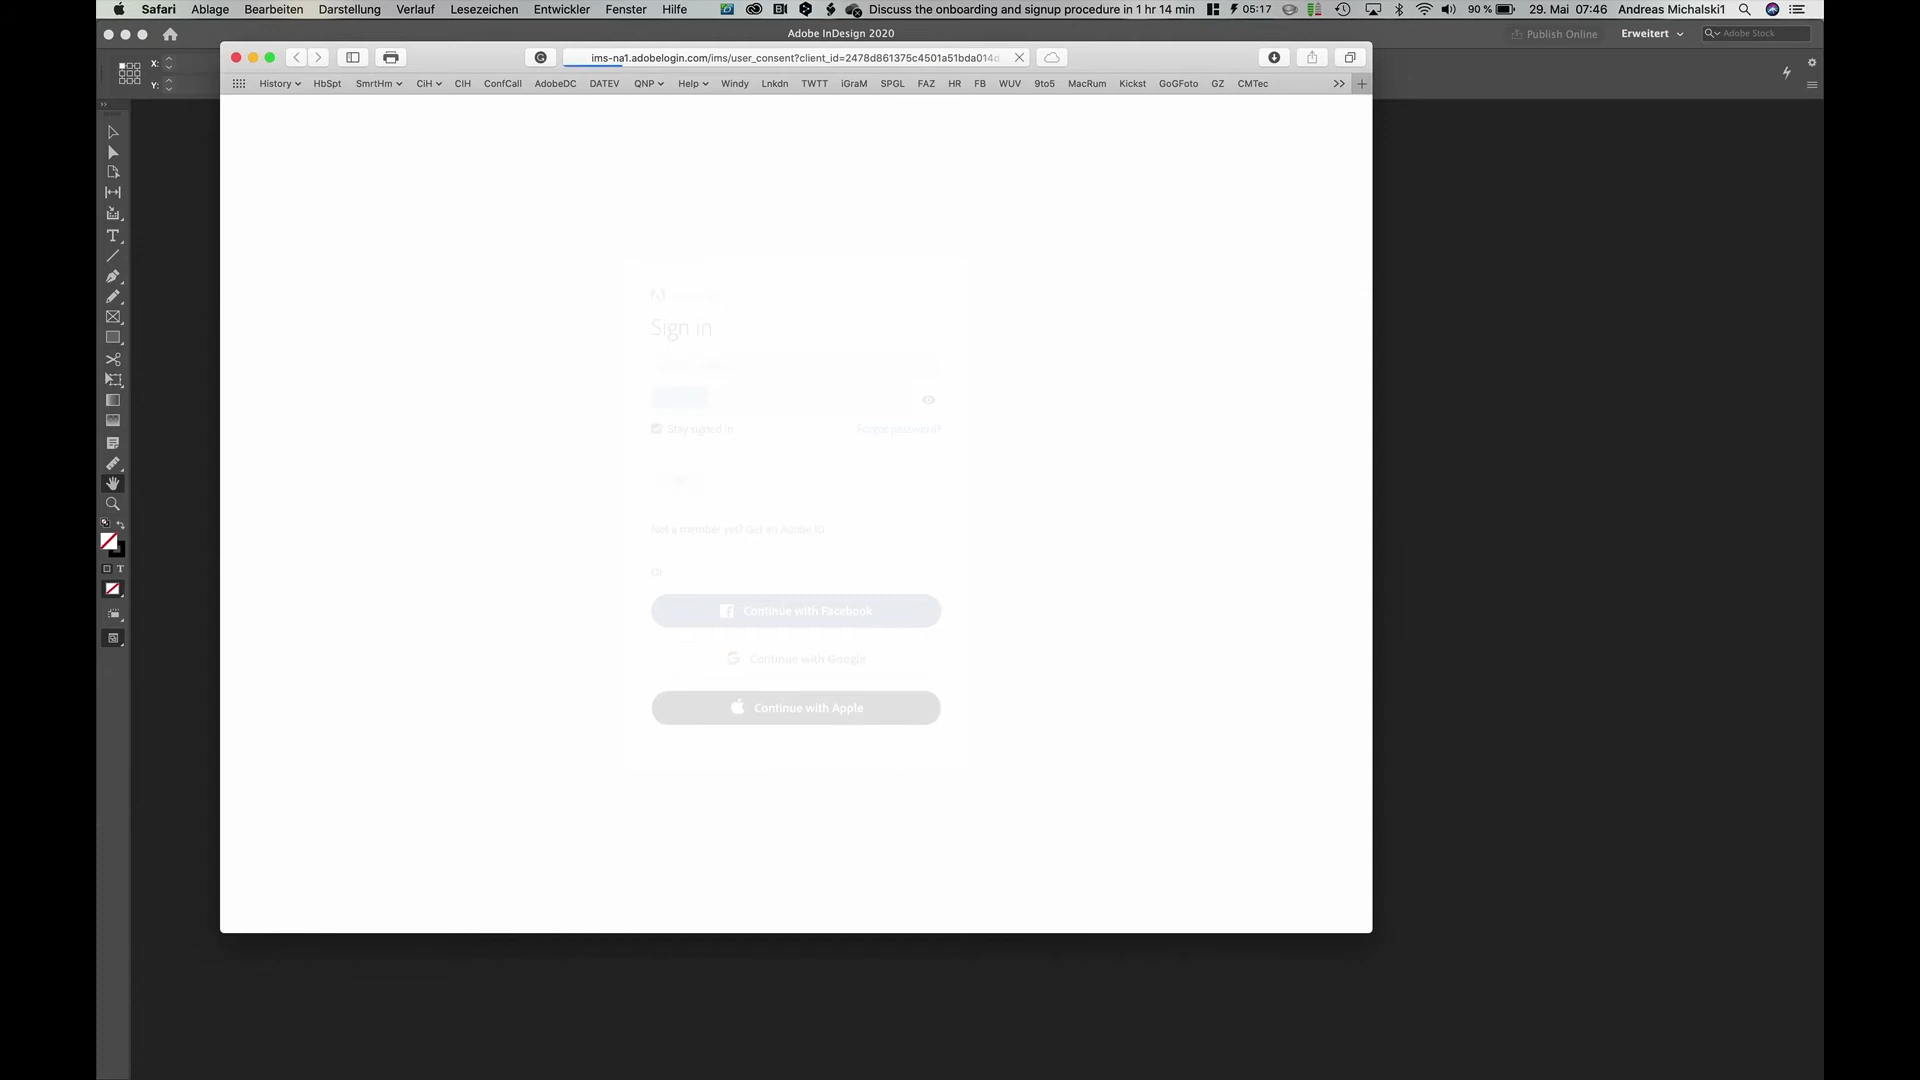 Safari Ablage Bearbeiten Darstellung Verlauf Lesezeichen Entwickler Fenster Hilfe Discuss the onboarding and signup procedure in 1 hr 14 min 05:17 90 % 29. Mai 07:46 Andreas Michalski1
Adobe InDesign 2020 Publish Online Erweitert Adobe Stock
ims-na1.adobelogin.com/ims/user_consent?client_id=2478d861375c4501a51bda014d
X:
Y:
History HbSpt SmrtHm CiH CIH ConfCall AdobeDC DATEV QNP Help Windy Lnkdn TWTT iGraM SPGL FAZ HR FB WUV 9to5 MacRum Kickst GoGFoto GZ CMTec
Sign in
Stay signed in Forgot password?
Not a member yet? Get an Adobe ID
Or
Continue with Facebook
Continue with Google
Continue with Apple